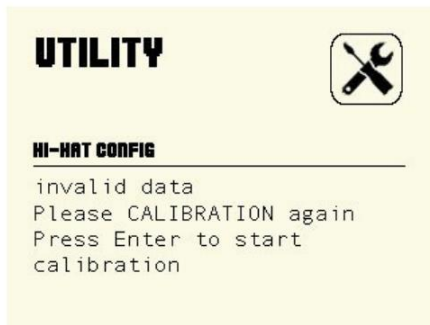 UTILITY
HI-HAT CONFIG
invalid data
Please CALIBRATION again
Press Enter to start
calibration